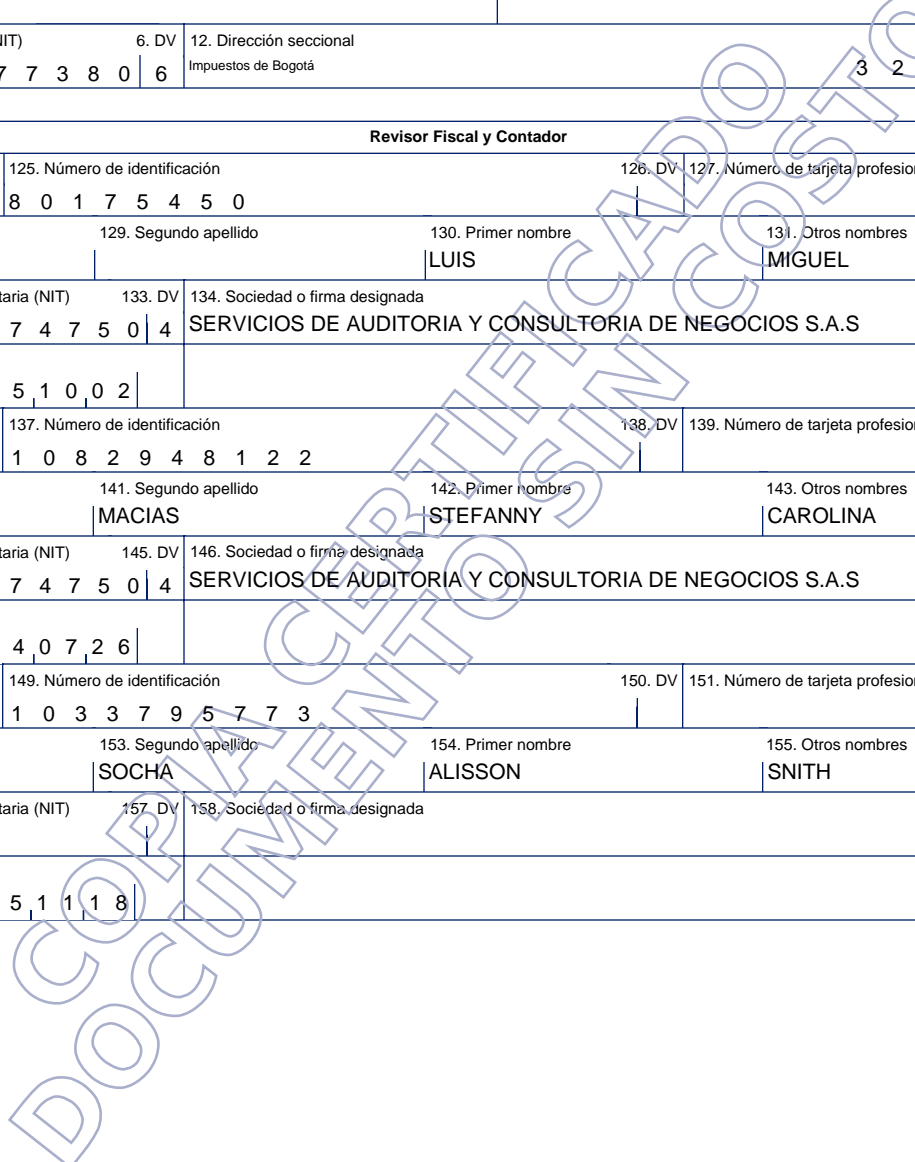 NIT) 6. DV 12. Dirección seccional
7 7 3 8 0 6 Impuestos de Bogotá 3 2
Revisor Fiscal y Contador
125. Número de identificación 126. DV 127. Número de tarjeta profesion
8 0 1 7 5 4 5 0
129. Segundo apellido 130. Primer nombre 131. Otros nombres
LUIS MIGUEL
taria (NIT) 133. DV 134. Sociedad o firma designada
7 4 7 5 0 4 SERVICIOS DE AUDITORIA Y CONSULTORIA DE NEGOCIOS S.A.S
5 1 0 0 2
137. Número de identificación 138. DV 139. Número de tarjeta profesion
1 0 8 2 9 4 8 1 2 2
141. Segundo apellido 142. Primer nombre 143. Otros nombres
MACIAS STEFANNY CAROLINA
taria (NIT) 145. DV 146. Sociedad o firma designada
7 4 7 5 0 4 SERVICIOS DE AUDITORIA Y CONSULTORIA DE NEGOCIOS S.A.S
4 0 7 2 6
149. Número de identificación 150. DV 151. Número de tarjeta profesion
1 0 3 3 7 9 5 7 7 3
153. Segundo apellido 154. Primer nombre 155. Otros nombres
SOCHA ALISSON SNITH
taria (NIT) 157. DV 158. Sociedad o firma designada
5 1 1 1 8
COPIA CERTIFICADO
DOCUMENTO SIN COSTO